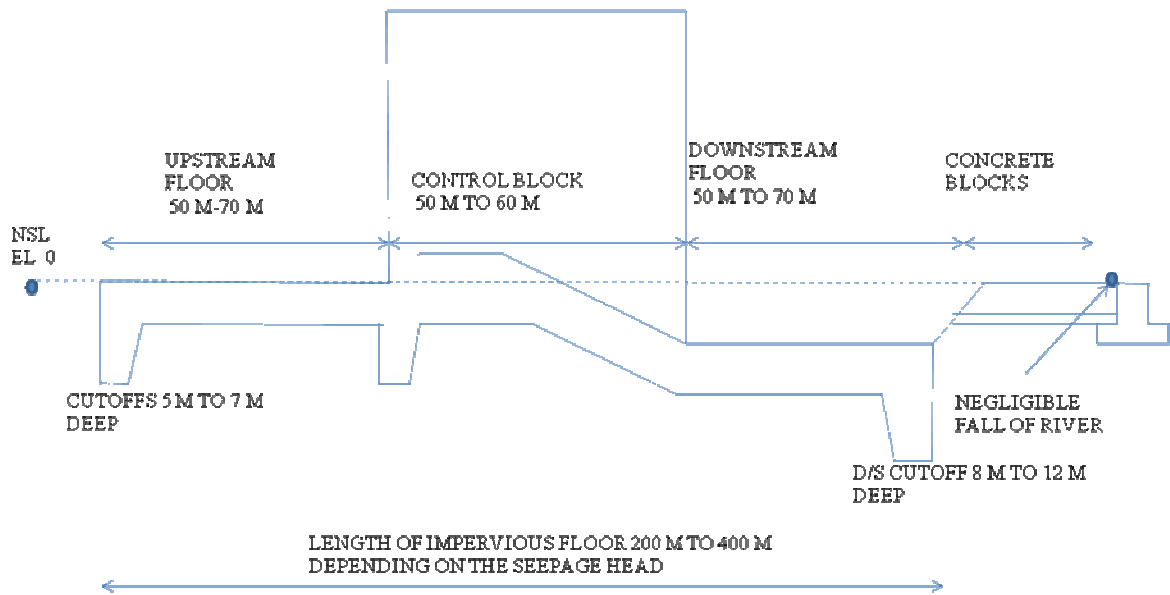 UPSTREAM
FLOOR
50 M-70 M
CONTROL BLOCK
50 M TO 60 M
DOWNSTREAM
FLOOR
50 M TO 70 M
CONCRETE
BLOCKS
NSL
EL 0
CUTOFFS 5 M TO 7 M
DEEP
NEGLIGIBLE
FALL OF RIVER
D/S CUTOFF 8 M TO 12 M
DEEP
LENGTH OF IMPERVIOUS FLOOR 200 M TO 400 M
DEPENDING ON THE SEEPAGE HEAD